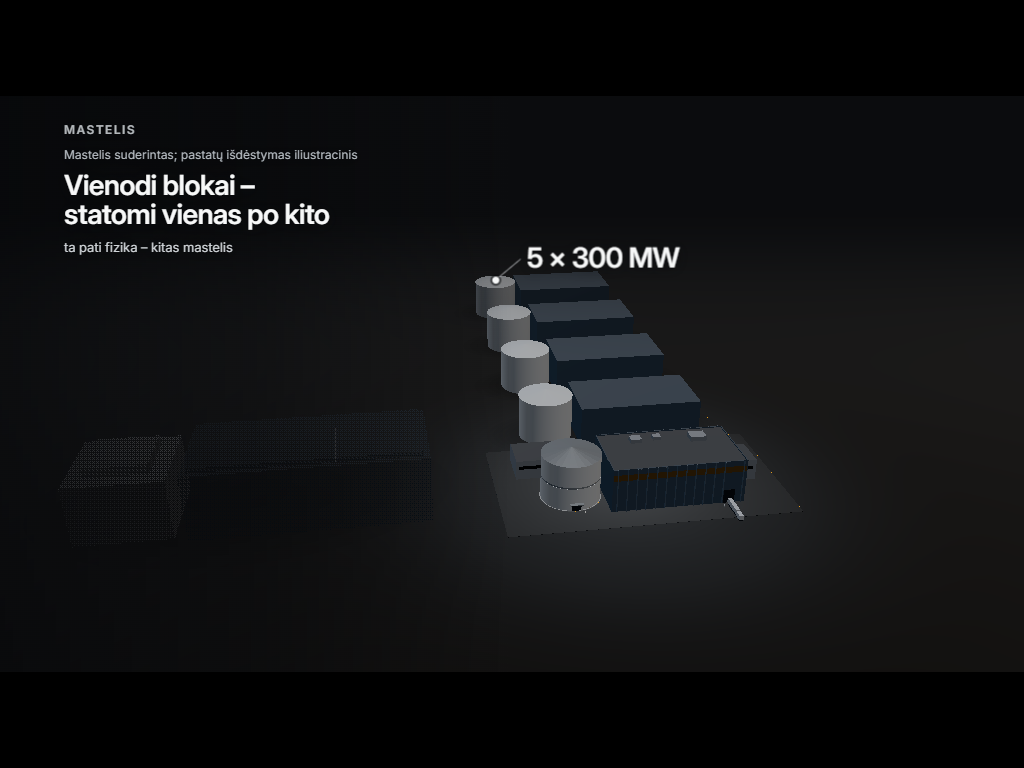 MASTELIS
Mastelis suderintas; pastatų išdėstymas iliustracinis
Vienodi blokai –
statomi vienas po kito
ta pati fizika – kitas mastelis
5 × 300 MW